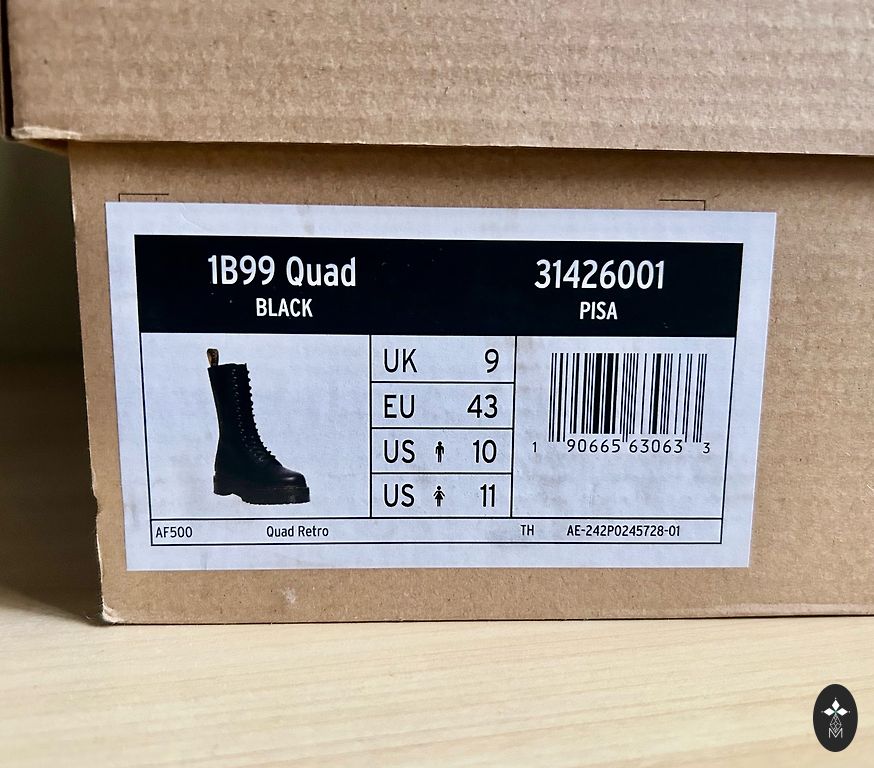 1B99 Quad 31426001
BLACK PISA
UK 9
EU 43
US 10
US 11
1 90665 63063 3
AF500 Quad Retro TH AE-242P0245728-01
M